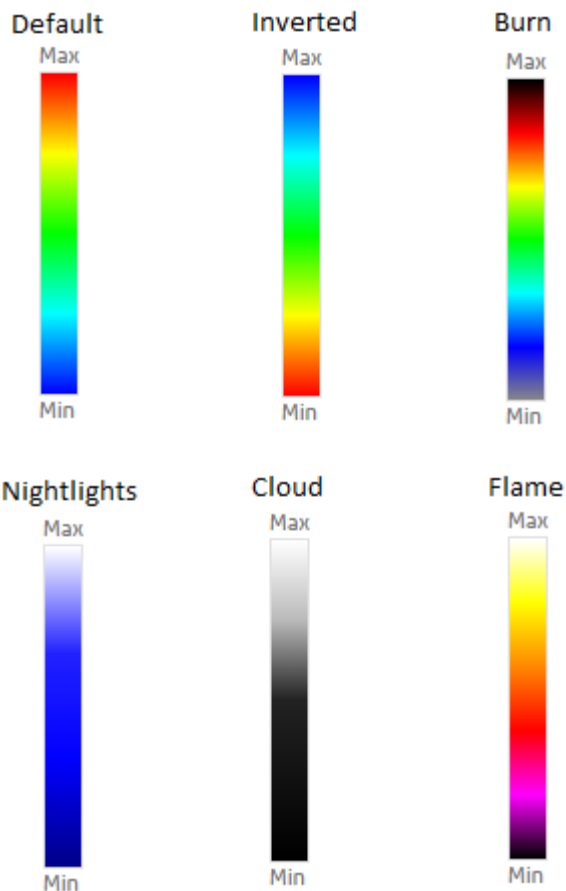 Default
Max
Min
Inverted
Max
Min
Burn
Max
Min
Nightlights
Max
Min
Cloud
Max
Min
Flame
Max
Min